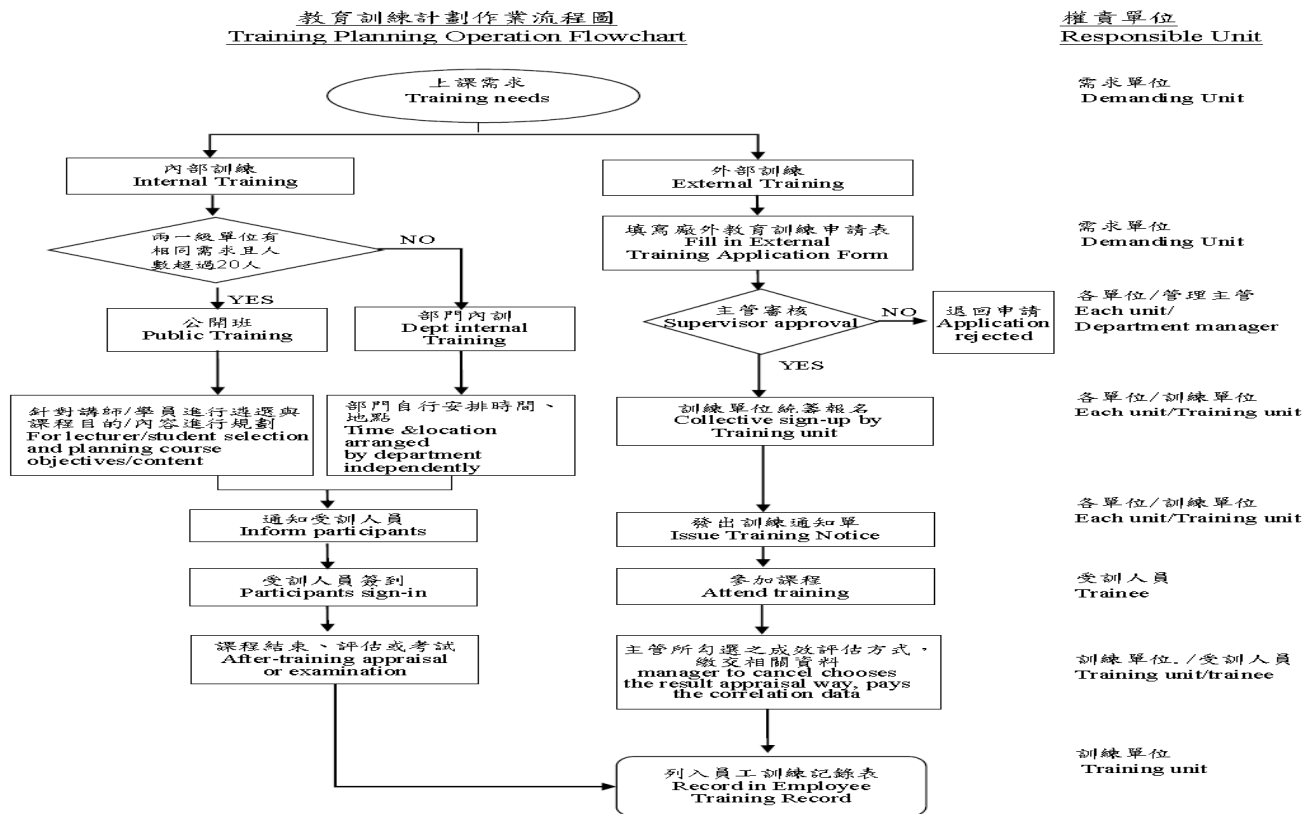 教育訓練計劃作業流程圖
Training Planning Operation Flowchart
權責單位
Responsible Unit
上課需求
Training needs
需求單位
Demanding Unit
內部訓練
Internal Training
外部訓練
External Training
兩一級單位有
相同需求且人
數超過20人
NO
YES
填寫廠外教育訓練申請表
Fill in External
Training Application Form
需求單位
Demanding Unit
公開班
Public Training
部門內訓
Dept internal
Training
主管審核
Supervisor approval
NO
YES
退回申請
Application
rejected
各單位/管理主管
Each unit/
Department manager
針對講師/學員進行遴選與
課程目的/內容進行規劃
For lecturer/student selection
and planning course
objectives/content
部門自行安排時間、
地點
Time &location
arranged
by department
independently
訓練單位統籌報名
Collective sign-up by
Training unit
各單位/訓練單位
Each unit/Training unit
通知受訓人員
Inform participants
發出訓練通知單
Issue Training Notice
各單位/訓練單位
Each unit/Training unit
受訓人員簽到
Participants sign-in
參加課程
Attend training
受訓人員
Trainee
課程結束、評估或考試
After-training appraisal
or examination
主管所勾選之成效評估方式，
繳交相關資料
manager to cancel chooses
the result appraisal way, pays
the correlation data
訓練單位./受訓人員
Training unit/trainee
列入員工訓練記錄表
Record in Employee
Training Record
訓練單位
Training unit